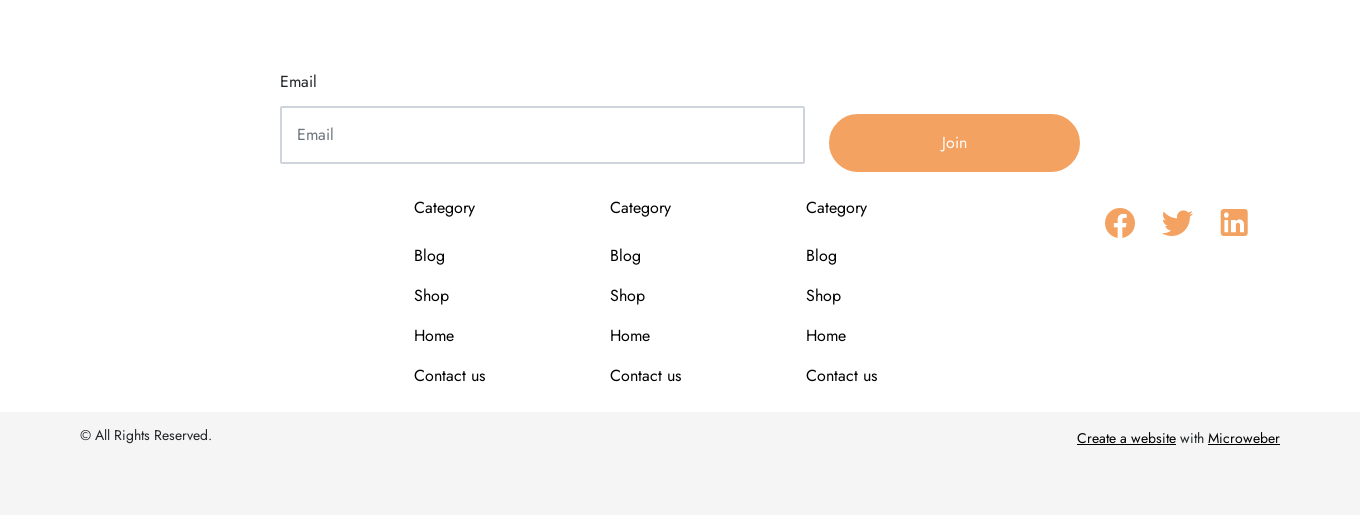 Email
Email
Join
Category Category Category
Blog Blog Blog
Shop Shop Shop
Home Home Home
Contact us Contact us Contact us
© All Rights Reserved.
Create a website with Microweber